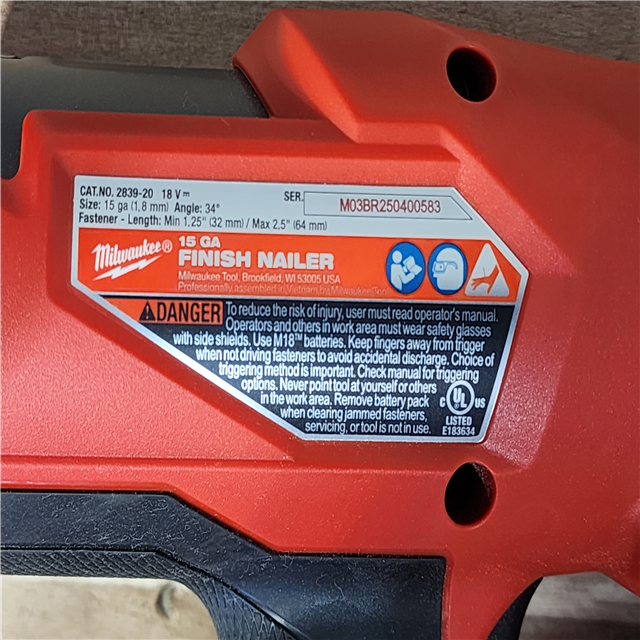 CAT.NO. 2839-20 18 V SER. M03BR250400583
Size: 15 ga (1,8 mm) Angle: 34°
Fastener - Length: Min 1.25" (32 mm) / Max 2.5" (64 mm)
Milwaukee® 15 GA
FINISH NAILER
Milwaukee Tool, Brookfield, WI 53005 USA
Professionally assembled in Vietnam by Milwaukee Tool
DANGER To reduce the risk of injury, user must read operator's manual.
Operators and others in work area must wear safety glasses
with side shields. Use M18™ batteries. Keep fingers away from trigger
when not driving fasteners to avoid accidental discharge. Choice of
triggering method is important. Check manual for triggering
options. Never point tool at yourself or others
in the work area. Remove battery pack
when clearing jammed fasteners,
servicing, or tool is not in use.
C UL US
LISTED
E183634